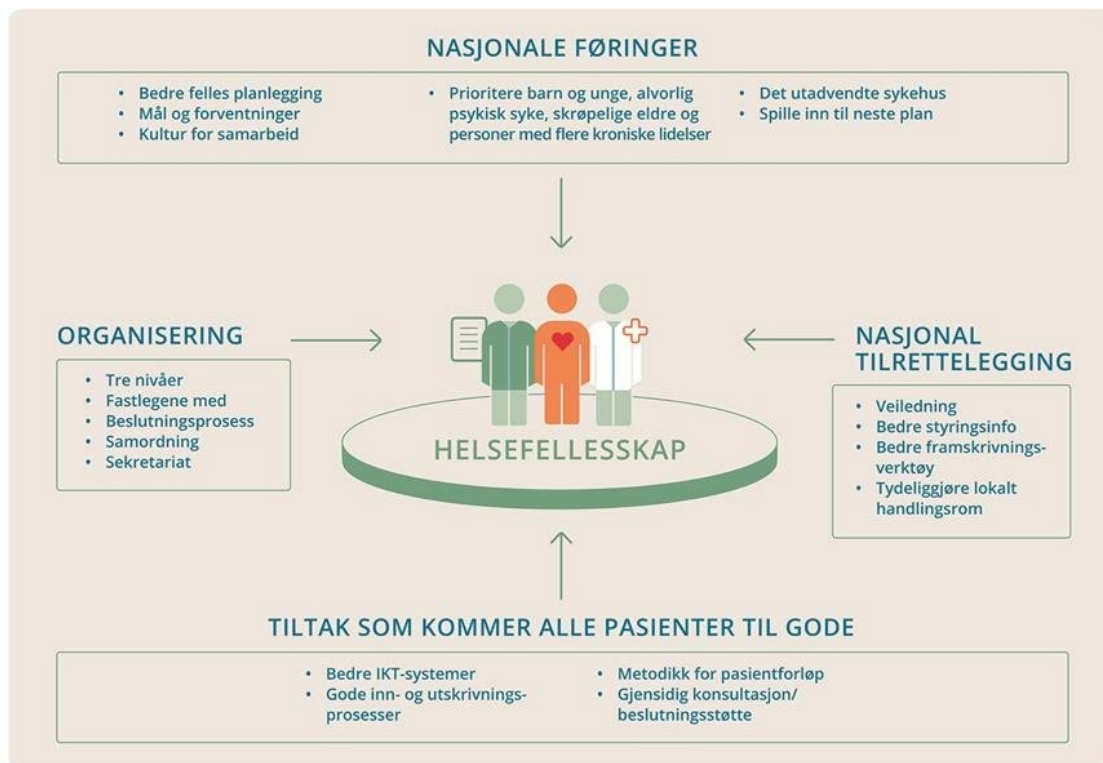 NASJONALE FØRINGER
• Bedre felles planlegging
• Mål og forventninger
• Kultur for samarbeid
• Prioritere barn og unge, alvorlig
psykisk syke, skrøpelige eldre og
personer med flere kroniske lidelser
• Det utadvendte sykehus
• Spille inn til neste plan
ORGANISERING
• Tre nivåer
• Fastlegene med
• Beslutningsprosess
• Samordning
• Sekretariat
HELSEFELLESSKAP
NASJONAL
TILRETTELEGGING
• Veiledning
• Bedre styringsinfo
• Bedre framskrivnings-
verktøy
• Tydeliggjøre lokalt
handlingsrom
TILTAK SOM KOMMER ALLE PASIENTER TIL GODE
• Bedre IKT-systemer
• Gode inn- og utskrivnings-
prosesser
• Metodikk for pasientforløp
• Gjensidig konsultasjon/
beslutningsstøtte